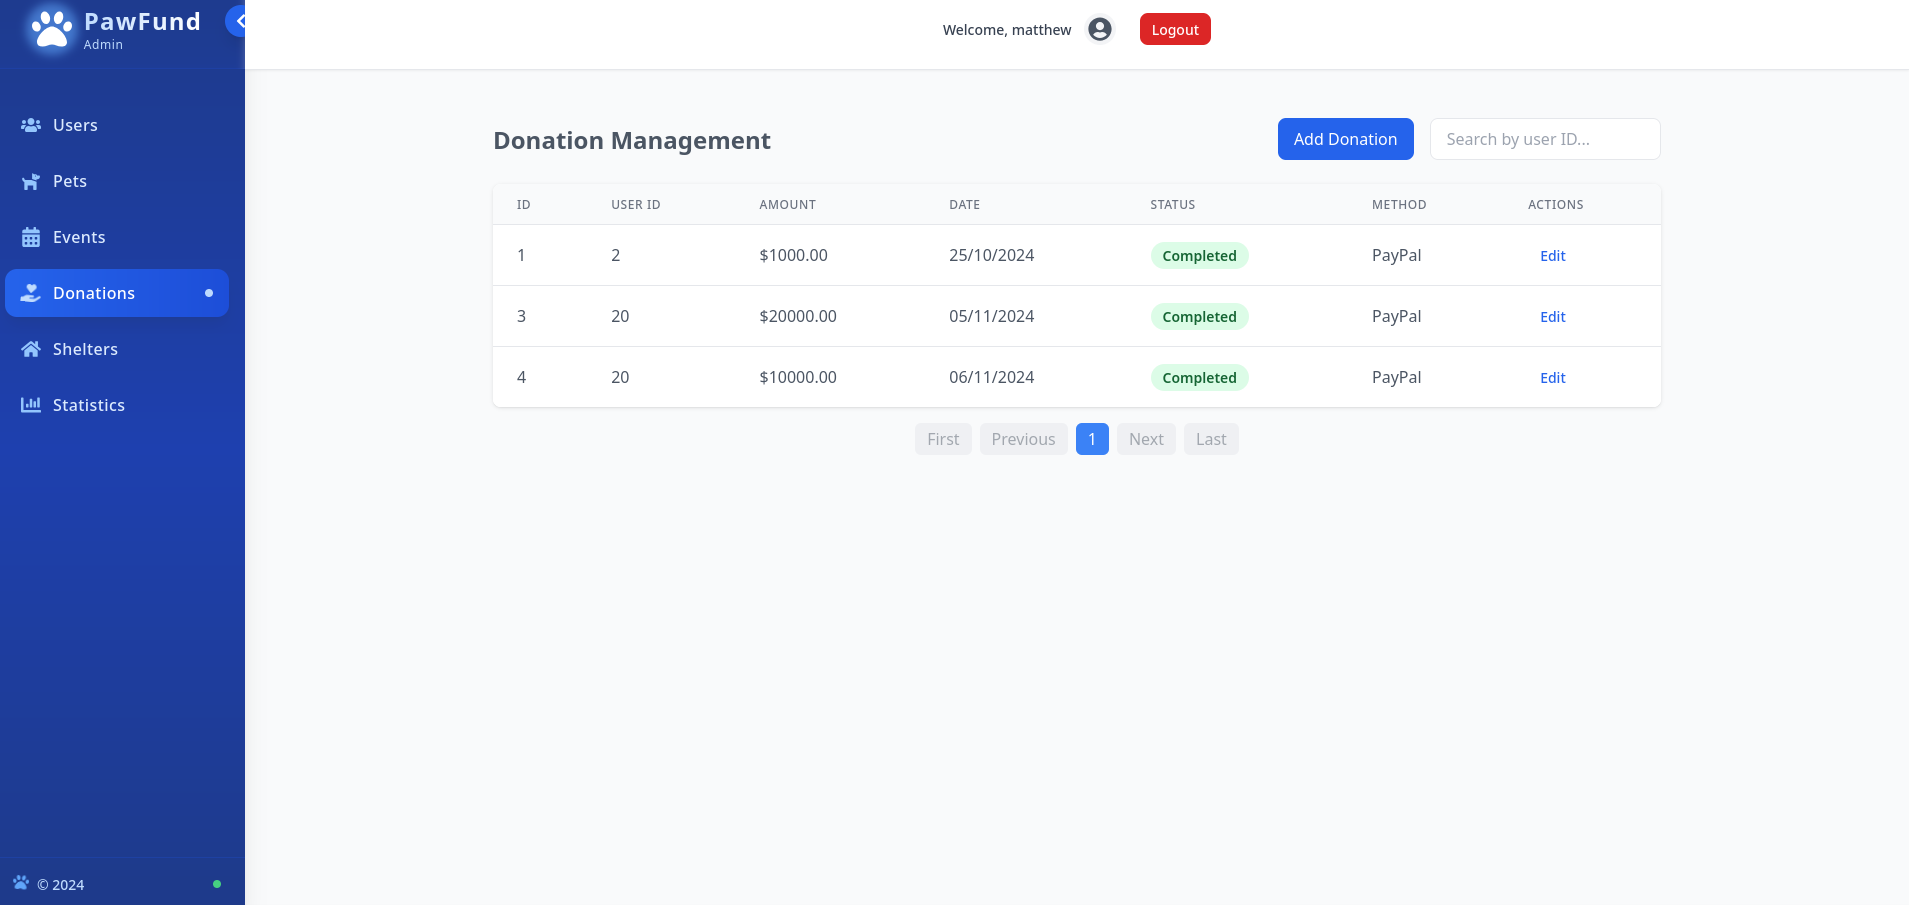 PawFund
Admin
Welcome, matthew
Logout
Users
Pets
Events
Donations
Shelters
Statistics
© 2024
Donation Management
Add Donation
Search by user ID...
ID USER ID AMOUNT DATE STATUS METHOD ACTIONS
1 2 $1000.00 25/10/2024 Completed PayPal Edit
3 20 $20000.00 05/11/2024 Completed PayPal Edit
4 20 $10000.00 06/11/2024 Completed PayPal Edit
First Previous 1 Next Last